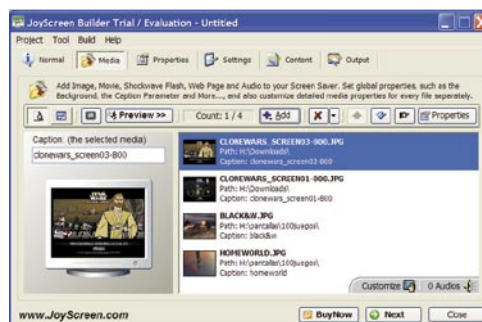 JoyScreen Builder Trial / Evaluation - Untitled
Project Tool Build Help
Normal Media Properties Settings Content Output
Add Image, Movie, Shockwave Flash, Web Page and Audio to your Screen Saver. Set global properties, such as the
Background, the Caption Parameter and More..., and also customize detailed media properties for every file separately.
Preview >> Count: 1 / 4 Add Properties
Caption: (the selected media)
clonewars_screen03-800
CLONEWARS_SCREEN03-800.JPG
Path: H:\Downloads\
Caption: clonewars_screen03-800
CLONEWARS_SCREEN01-800.JPG
Path: H:\Downloads\
Caption: clonewars_screen01-800
BLACK&W.JPG
Path: H:\pantallas\100juegos\
Caption: black&w
HOMEWORLD.JPG
Path: H:\pantallas\100juegos\
Caption: homeworld
Customize 0 Audios
www.JoyScreen.com BuyNow Next Close